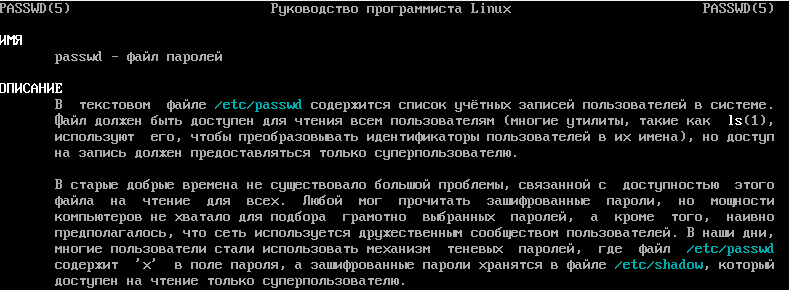 PASSWD(5) Руководство программиста Linux PASSWD(5)
ИМЯ
passwd - файл паролей
ОПИСАНИЕ
В текстовом файле /etc/passwd содержится список учётных записей пользователей в системе.
Файл должен быть доступен для чтения всем пользователям (многие утилиты, такие как ls(1),
используют его, чтобы преобразовывать идентификаторы пользователей в их имена), но доступ
на запись должен предоставляться только суперпользователю.
В старые добрые времена не существовало большой проблемы, связанной с доступностью этого
файла на чтение для всех. Любой мог прочитать зашифрованные пароли, но мощности
компьютеров не хватало для подбора грамотно выбранных паролей, а кроме того, наивно
предполагалось, что сеть используется дружественным сообществом пользователей. В наши дни,
многие пользователи стали использовать механизм теневых паролей, где файл /etc/passwd
содержит 'x' в поле пароля, а зашифрованные пароли хранятся в файле /etc/shadow, который
доступен на чтение только суперпользователю.